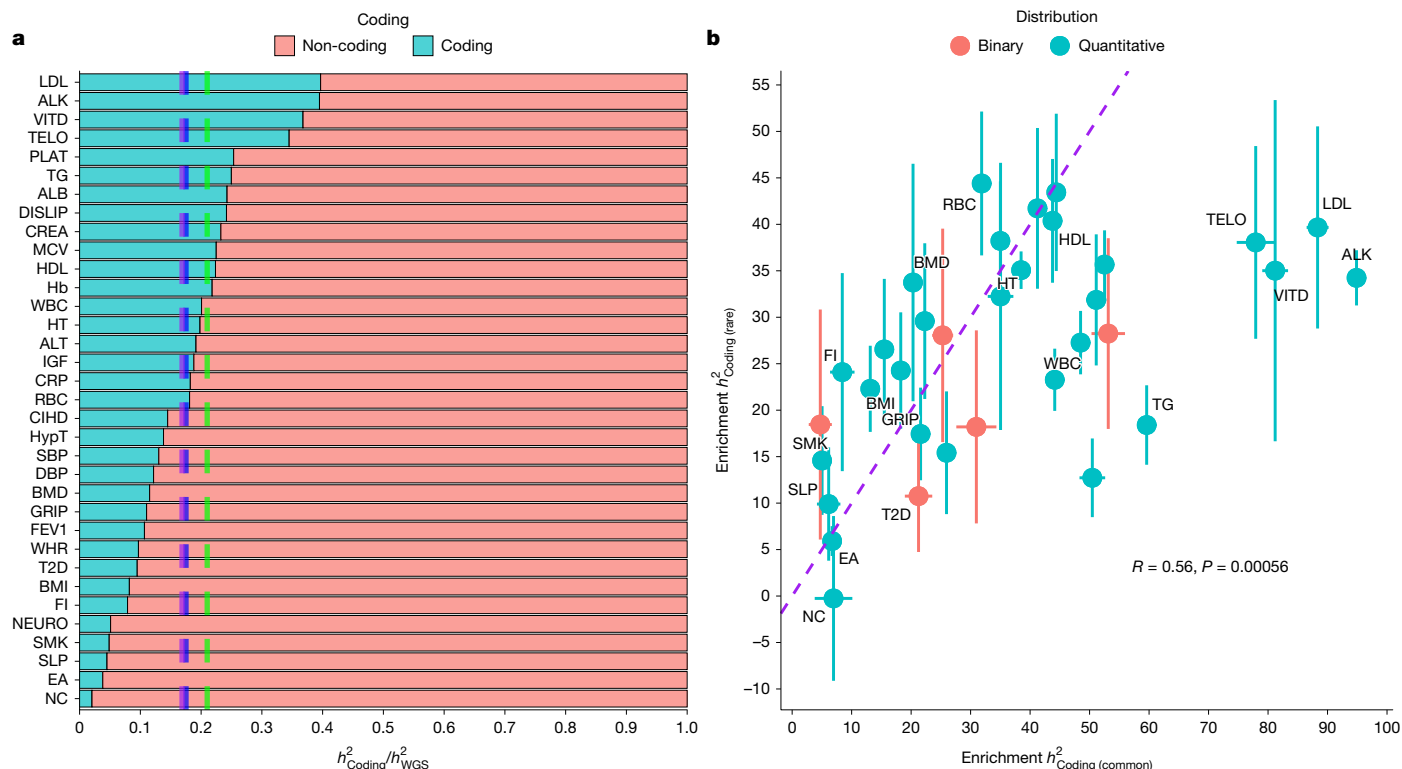 a
Coding
Non-coding
Coding
LDL
ALK
VITD
TELO
PLAT
TG
ALB
DISLIP
CREA
MCV
HDL
Hb
WBC
HT
ALT
IGF
CRP
RBC
CIHD
HypT
SBP
DBP
BMD
GRIP
FEV1
WHR
T2D
BMI
FI
NEURO
SMK
SLP
EA
NC
0 0.1 0.2 0.3 0.4 0.5 0.6 0.7 0.8 0.9 1.0
h²Coding/h²WGS
b
Distribution
Binary
Quantitative
Enrichment h²Coding (rare)
55
50
45
40
35
30
25
20
15
10
5
0
−5
−10
RBC
HDL
BMD
HT
TELO
LDL
ALK
VITD
FI
BMI
GRIP
WBC
TG
SMK
SLP
T2D
EA
NC
R = 0.56, P = 0.00056
0 10 20 30 40 50 60 70 80 90 100
Enrichment h²Coding (common)